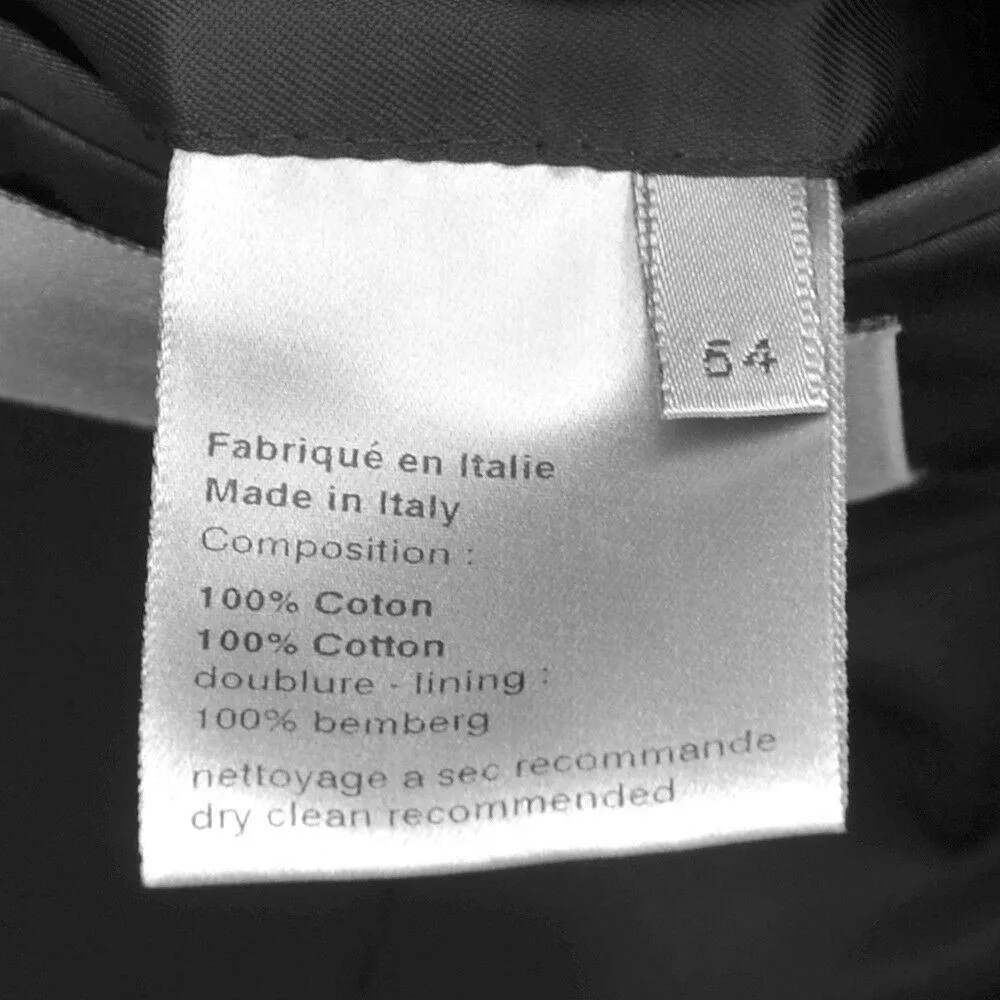 54
Fabriqué en Italie
Made in Italy
Composition :
100% Coton
100% Cotton
doublure - lining :
100% bemberg
nettoyage a sec recommande
dry clean recommended